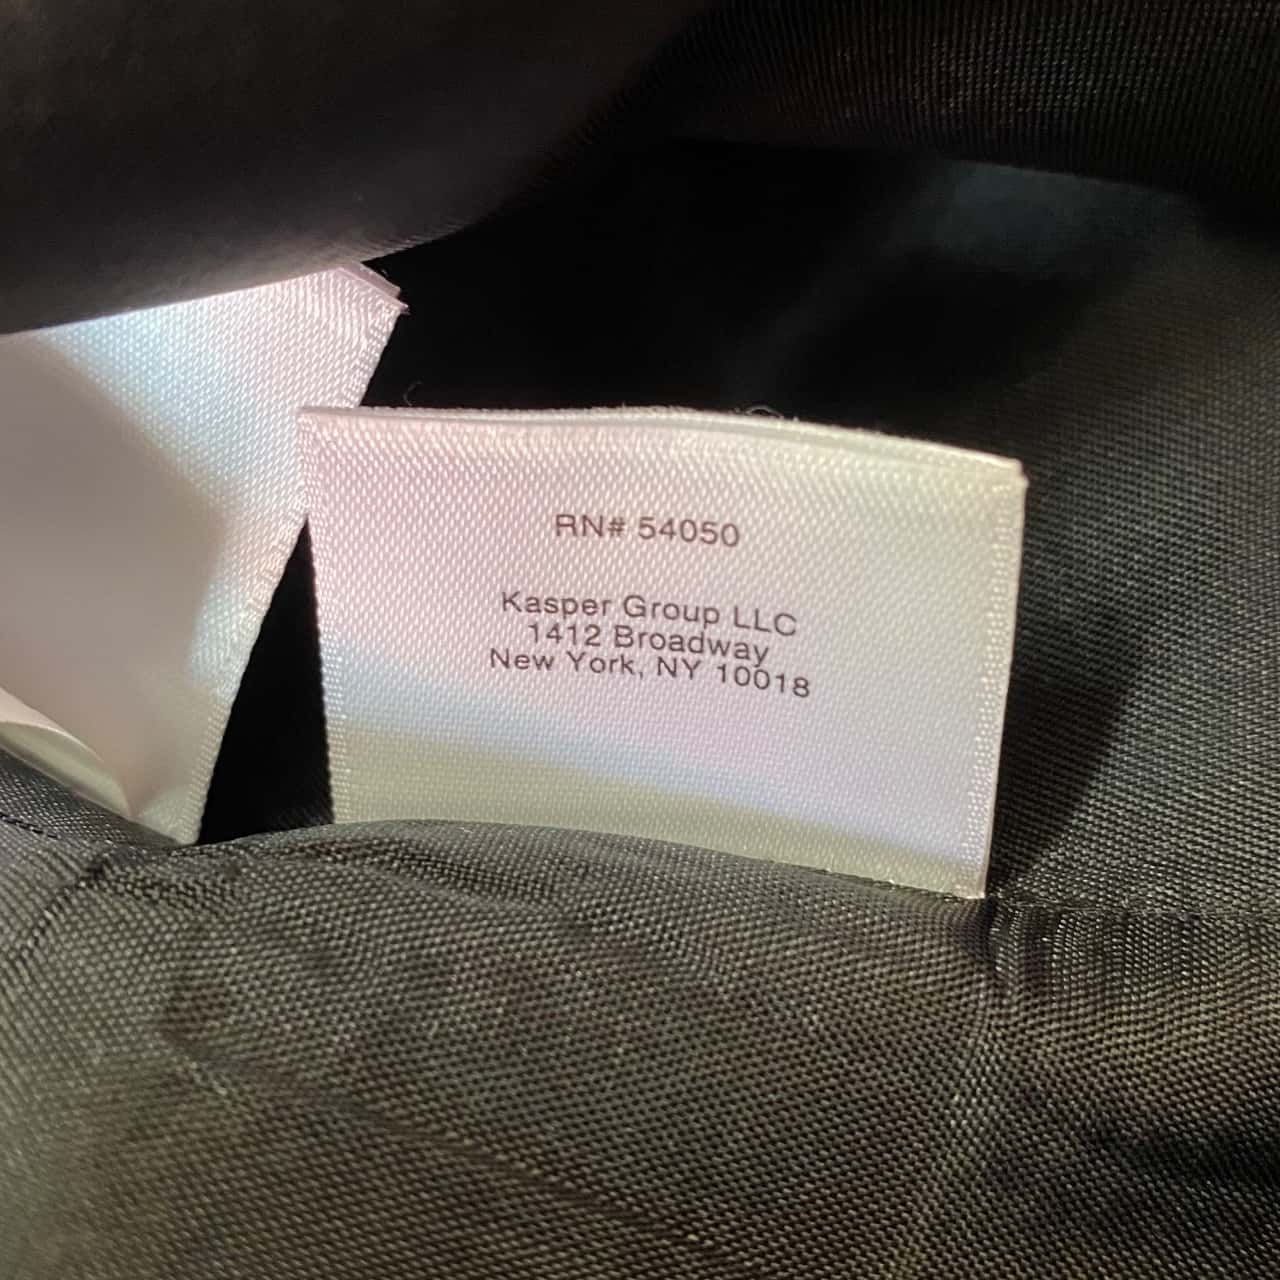 RN# 54050
Kasper Group LLC
1412 Broadway
New York, NY 10018